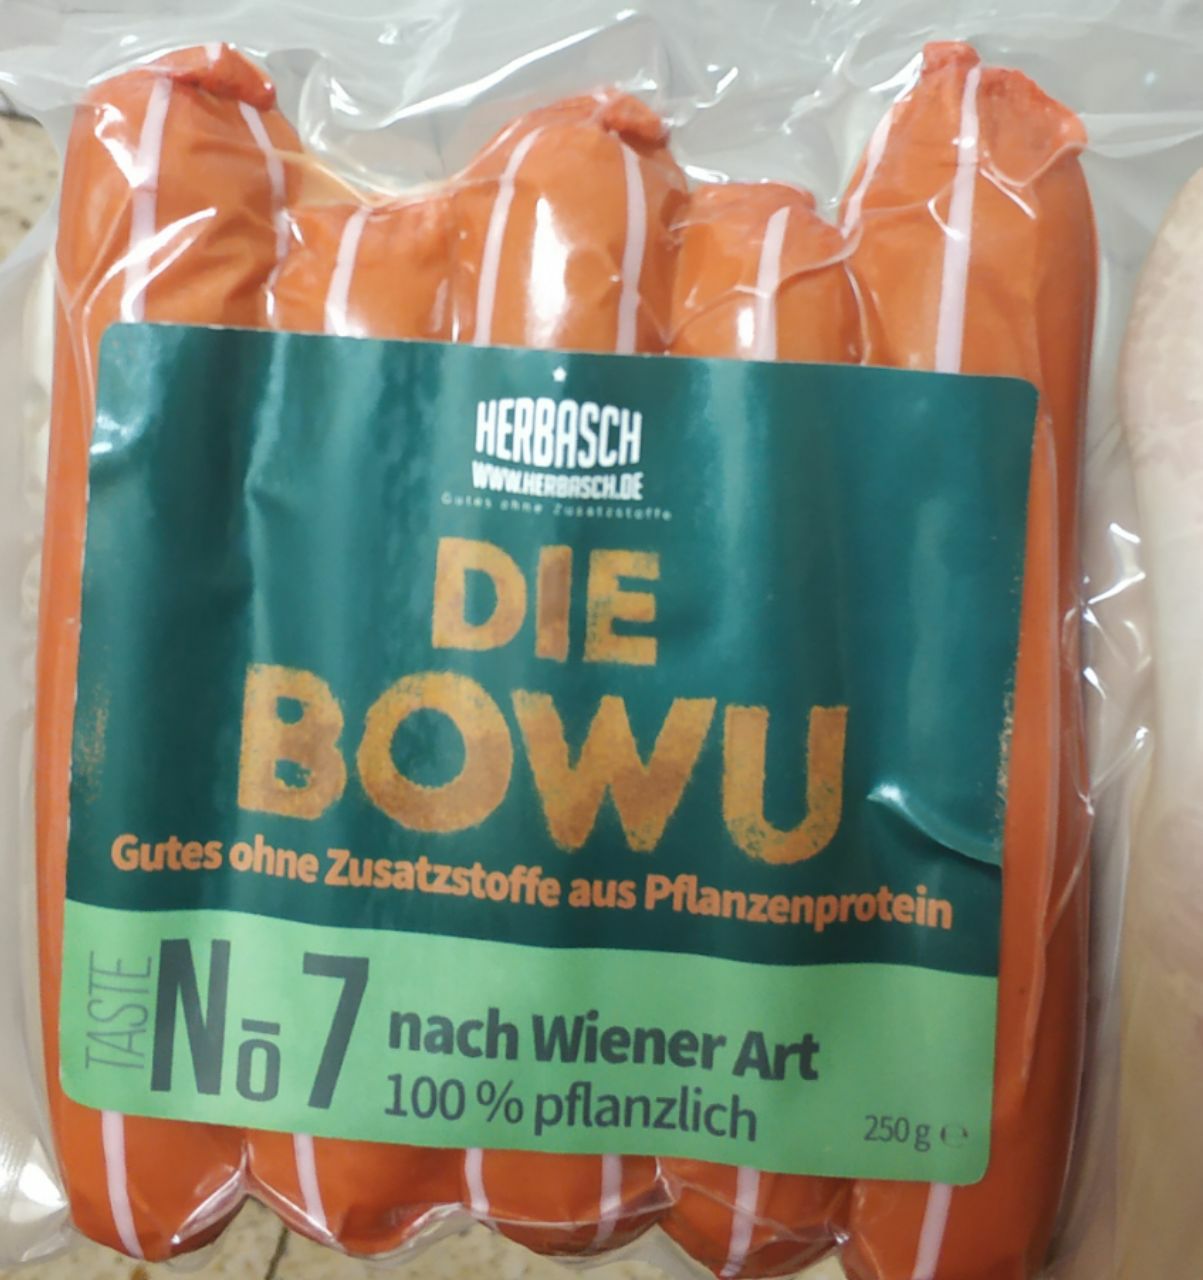 HERBASCH
WWW.HERBASCH.DE
Gutes ohne Zusatzstoffe
DIE
BOWU
Gutes ohne Zusatzstoffe aus Pflanzenprotein
TASTE
Nō 7
nach Wiener Art
100 % pflanzlich
250 g ℮